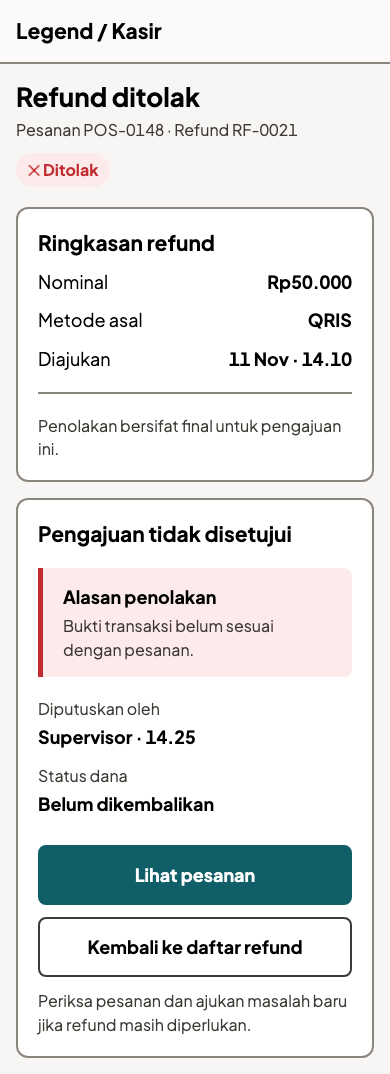 Legend / Kasir
Refund ditolak
Pesanan POS-0148 · Refund RF-0021
× Ditolak
Ringkasan refund
Nominal Rp50.000
Metode asal QRIS
Diajukan 11 Nov · 14.10
Penolakan bersifat final untuk pengajuan
ini.
Pengajuan tidak disetujui
Alasan penolakan
Bukti transaksi belum sesuai
dengan pesanan.
Diputuskan oleh
Supervisor · 14.25
Status dana
Belum dikembalikan
Lihat pesanan
Kembali ke daftar refund
Periksa pesanan dan ajukan masalah baru
jika refund masih diperlukan.